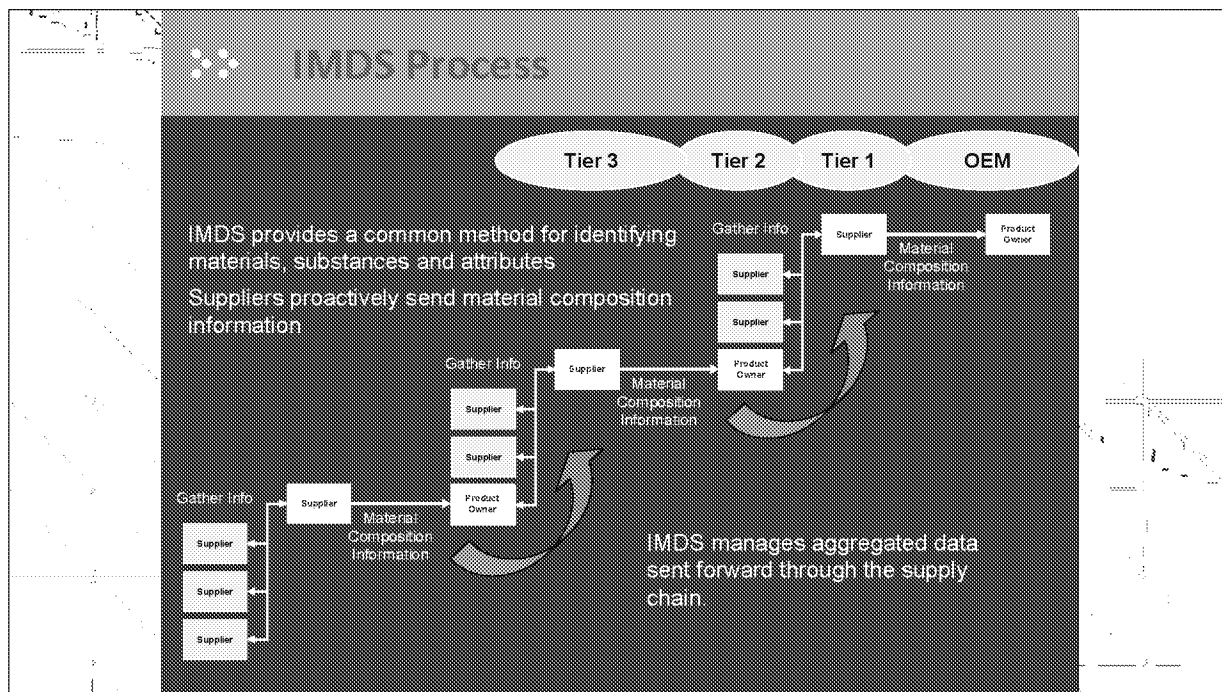 IMDS Process
Tier 3
Tier 2
Tier 1
OEM
IMDS provides a common method for identifying
materials, substances and attributes
Suppliers proactively send material composition
information
Gather Info
Supplier
Material
Composition
Information
Product
Owner
Supplier
Supplier
Product
Owner
Gather Info
Supplier
Material
Composition
Information
Supplier
Supplier
Product
Owner
Gather Info
Supplier
Material
Composition
Information
Supplier
Supplier
Supplier
IMDS manages aggregated data
sent forward through the supply
chain.